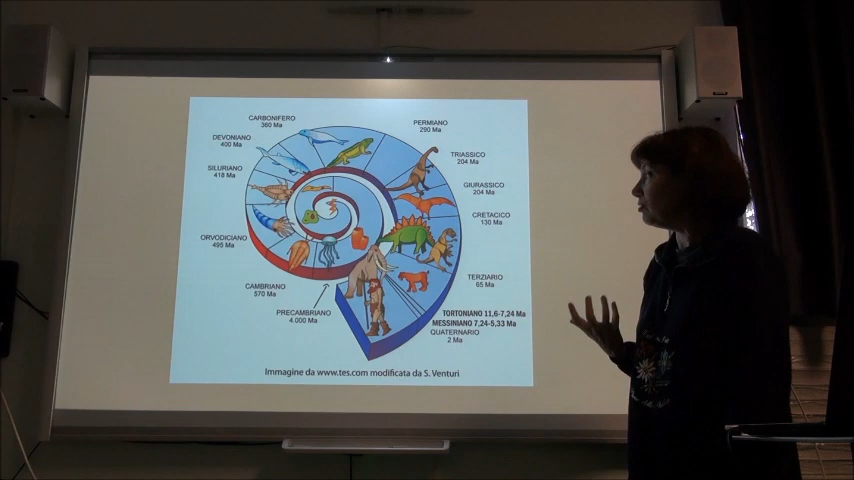 CARBONIFERO
360 Ma
DEVONIANO
400 Ma
SILURIANO
418 Ma
ORVODICIANO
495 Ma
CAMBRIANO
570 Ma
PRECAMBRIANO
4.000 Ma
PERMIANO
290 Ma
TRIASSICO
204 Ma
GIURASSICO
204 Ma
CRETACICO
130 Ma
TERZIARIO
65 Ma
TORTONIANO 11,6-7,24 Ma
MESSINIANO 7,24-5,33 Ma
QUATERNARIO
2 Ma
Immagine da www.tes.com modificata da S. Venturi